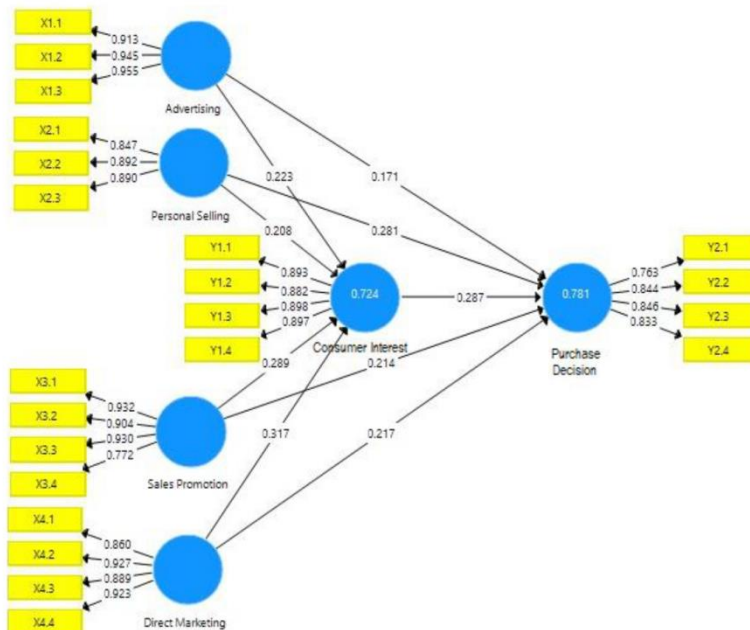 X1.1
0.913
X1.2
0.945
X1.3
0.955
Advertising
X2.1
0.847
X2.2
0.892
X2.3
0.890
Personal Selling
0.223
0.171
0.208
0.281
Y1.1
0.893
Y1.2
0.882
Y1.3
0.898
Y1.4
0.897
0.724
Consumer Interest
0.287
0.781
Purchase
Decision
Y2.1
0.763
Y2.2
0.844
Y2.3
0.846
Y2.4
0.833
0.289
0.214
0.317
0.217
X3.1
0.932
X3.2
0.904
X3.3
0.930
X3.4
0.772
Sales Promotion
X4.1
0.860
X4.2
0.927
X4.3
0.889
X4.4
0.923
Direct Marketing